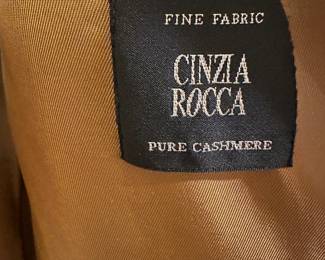 FINE FABRIC
CINZIA
ROCCA
PURE CASHMERE